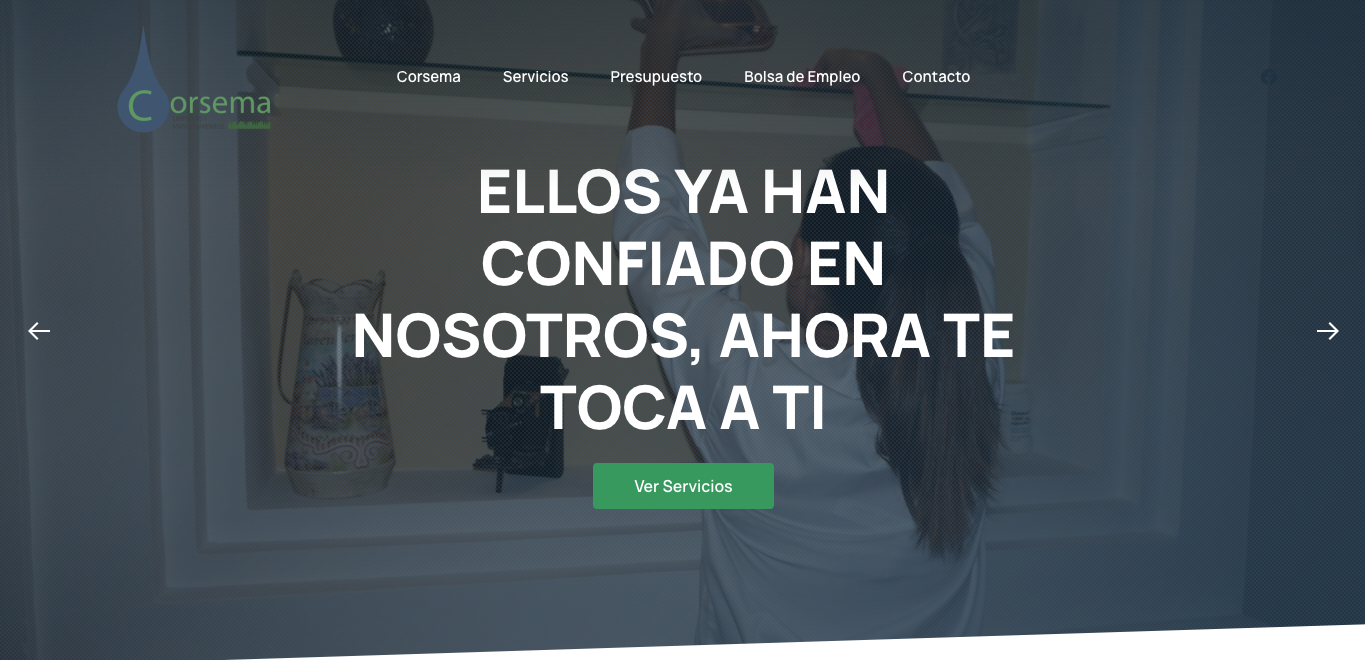 Corsema
Corsema
Servicios
Presupuesto
Bolsa de Empleo
Contacto
ELLOS YA HAN
CONFIADO EN
NOSOTROS, AHORA TE
TOCA A TI
Ver Servicios